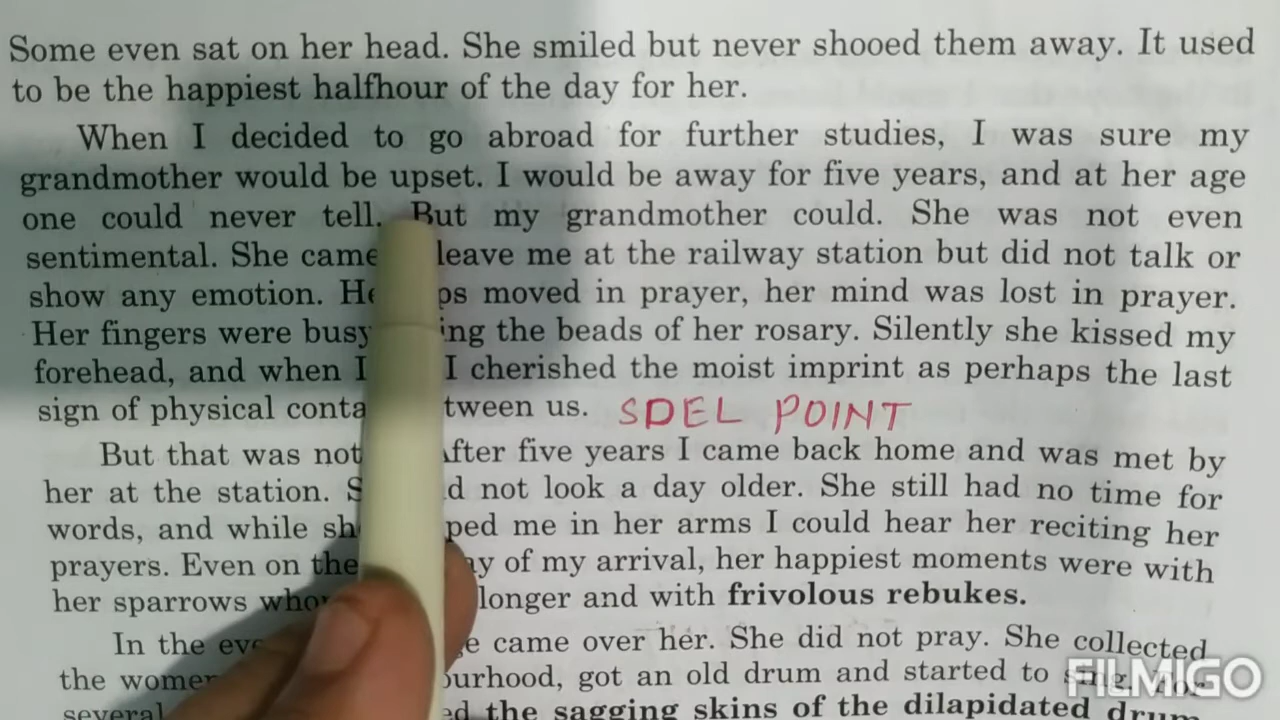 Some even sat on her head. She smiled but never shooed them away. It used
to be the happiest halfhour of the day for her.
When I decided to go abroad for further studies, I was sure my
grandmother would be upset. I would be away for five years, and at her age
one could never tell. But my grandmother could. She was not even
sentimental. She came leave me at the railway station but did not talk or
show any emotion. moved in prayer, her mind was lost in prayer.
Her fingers were busy the beads of her rosary. Silently she kissed my
forehead, and when I I cherished the moist imprint as perhaps the last
sign of physical between us. SDEL POINT
But that was not After five years I came back home and was met by
her at the station. not look a day older. She still had no time for
words, and while me in her arms I could hear her reciting her
prayers. Even on the of my arrival, her happiest moments were with
her sparrows longer and with frivolous rebukes.
In the came over her. She did not pray. She collected
the got an old drum and started to sing. For
several the sagging skins of the dilapidated drum
FILMIGO